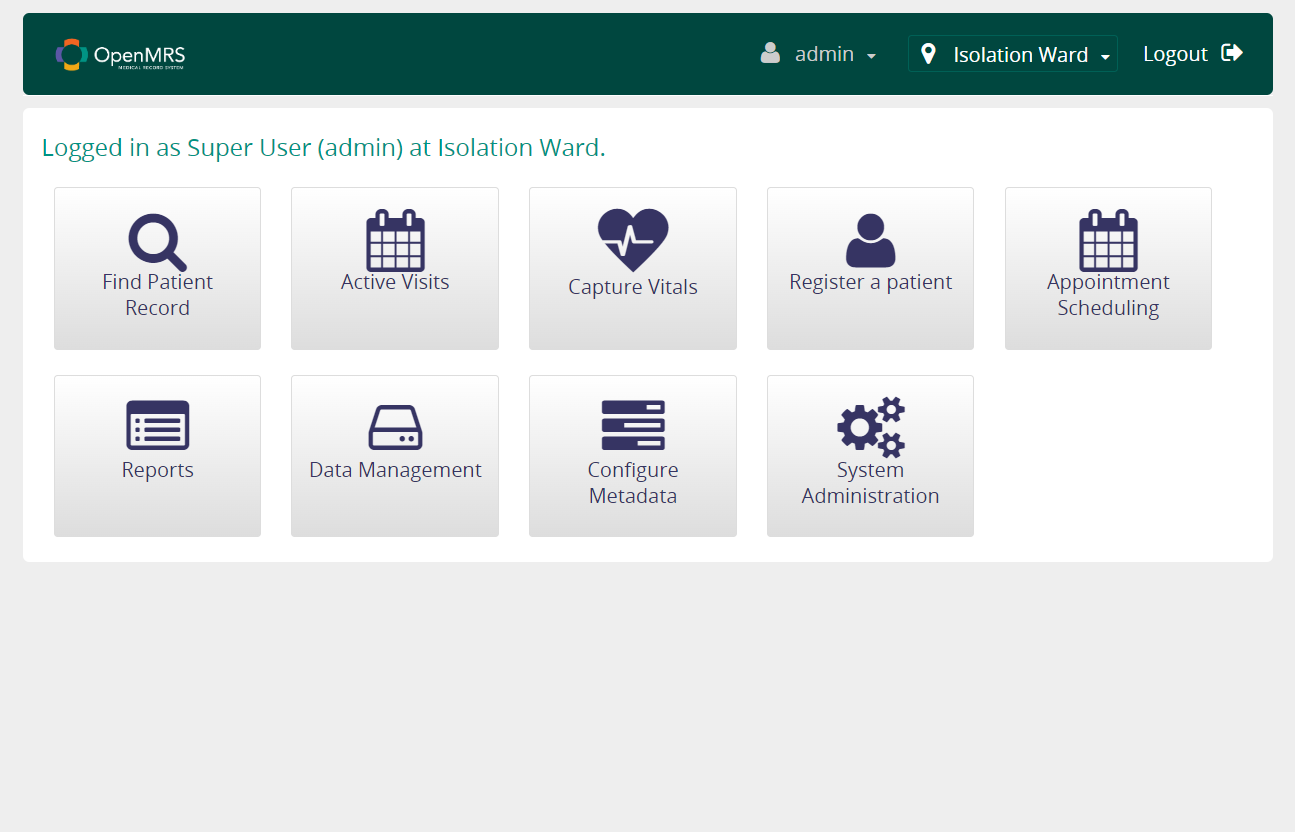 OpenMRS
MEDICAL RECORD SYSTEM
admin
Isolation Ward
Logout
Logged in as Super User (admin) at Isolation Ward.
Find Patient
Record
Active Visits
Capture Vitals
Register a patient
Appointment
Scheduling
Reports
Data Management
Configure
Metadata
System
Administration